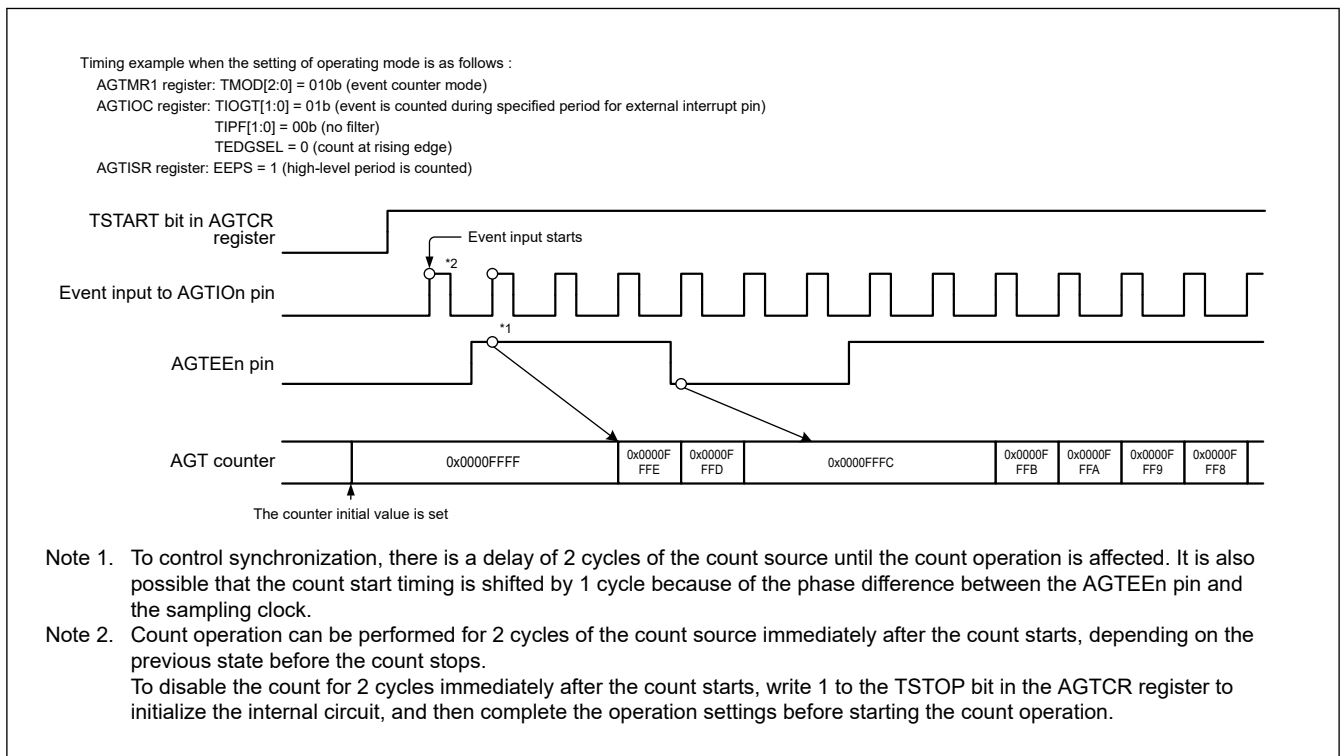 Timing example when the setting of operating mode is as follows :
AGTMR1 register: TMOD[2:0] = 010b (event counter mode)
AGTIOC register: TIOGT[1:0] = 01b (event is counted during specified period for external interrupt pin)
TIPF[1:0] = 00b (no filter)
TEDGSEL = 0 (count at rising edge)
AGTISR register: EEPS = 1 (high-level period is counted)
TSTART bit in AGTCR
register
Event input starts
*2
Event input to AGTIOn pin
*1
AGTEEn pin
AGT counter
0x0000FFFF
0x0000F
FFE
0x0000F
FFD
0x0000FFFC
0x0000F
FFB
0x0000F
FFA
0x0000F
FF9
0x0000F
FF8
The counter initial value is set
Note 1. To control synchronization, there is a delay of 2 cycles of the count source until the count operation is affected. It is also
possible that the count start timing is shifted by 1 cycle because of the phase difference between the AGTEEn pin and
the sampling clock.
Note 2. Count operation can be performed for 2 cycles of the count source immediately after the count starts, depending on the
previous state before the count stops.
To disable the count for 2 cycles immediately after the count starts, write 1 to the TSTOP bit in the AGTCR register to
initialize the internal circuit, and then complete the operation settings before starting the count operation.